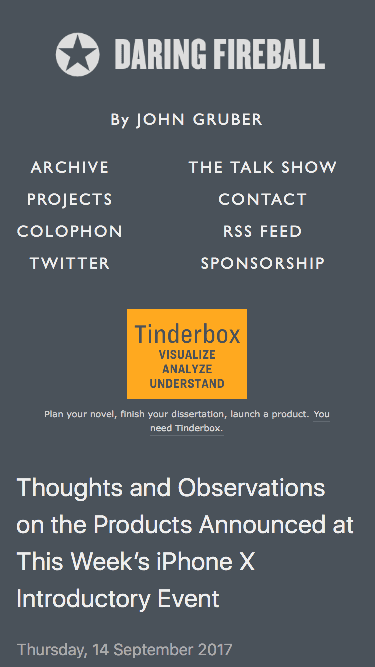 DARING FIREBALL
By JOHN GRUBER
ARCHIVE
PROJECTS
COLOPHON
TWITTER
THE TALK SHOW
CONTACT
RSS FEED
SPONSORSHIP
Tinderbox
VISUALIZE
ANALYZE
UNDERSTAND
Plan your novel, finish your dissertation, launch a product. You
need Tinderbox.
Thoughts and Observations
on the Products Announced at
This Week’s iPhone X
Introductory Event
Thursday, 14 September 2017